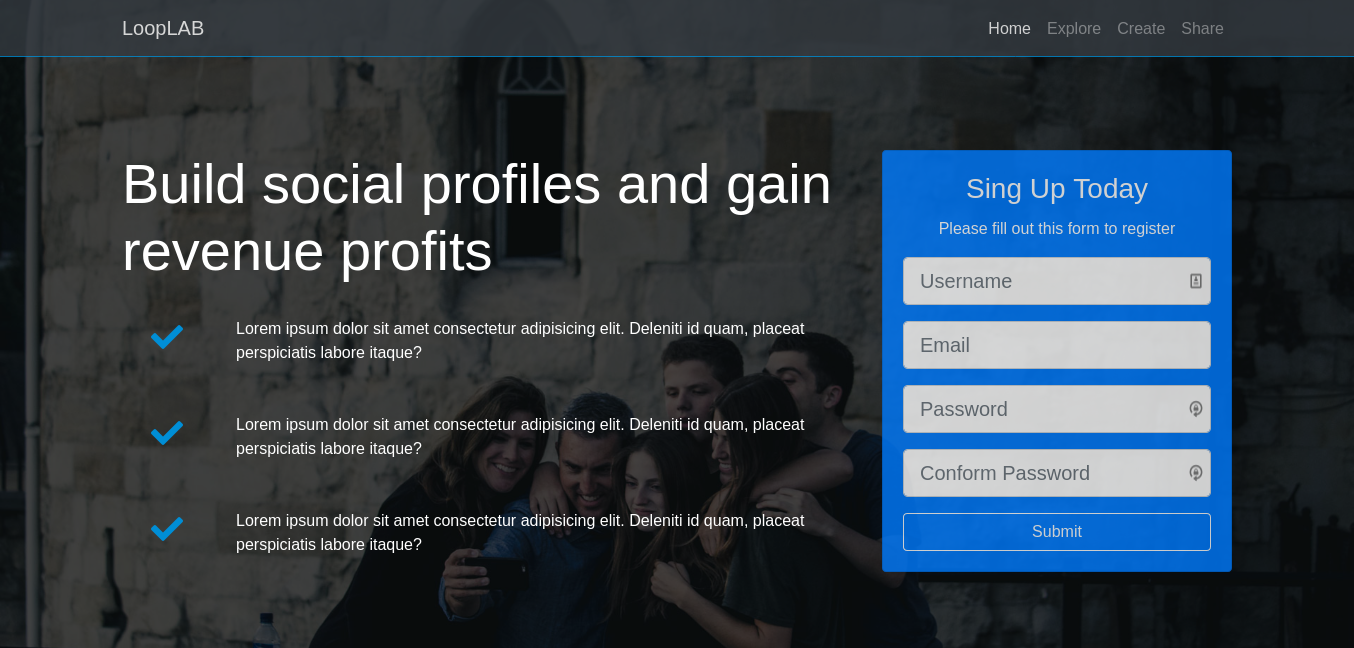 LoopLAB
Home Explore Create Share
Build social profiles and gain
revenue profits
Lorem ipsum dolor sit amet consectetur adipisicing elit. Deleniti id quam, placeat
perspiciatis labore itaque?
Lorem ipsum dolor sit amet consectetur adipisicing elit. Deleniti id quam, placeat
perspiciatis labore itaque?
Lorem ipsum dolor sit amet consectetur adipisicing elit. Deleniti id quam, placeat
perspiciatis labore itaque?
Sing Up Today
Please fill out this form to register
Username
Email
Password
Conform Password
Submit